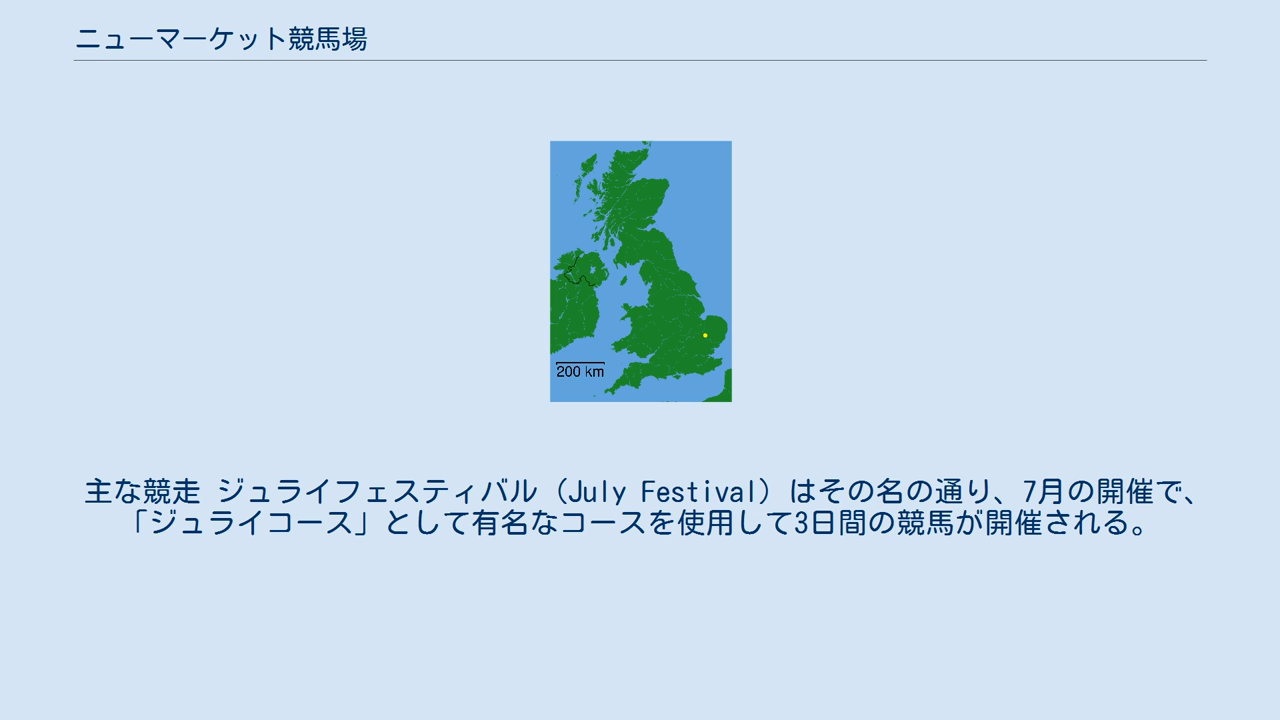 ニューマーケット競馬場
200 km
主な競走 ジュライフェスティバル（July Festival）はその名の通り、7月の開催で、
「ジュライコース」として有名なコースを使用して3日間の競馬が開催される。